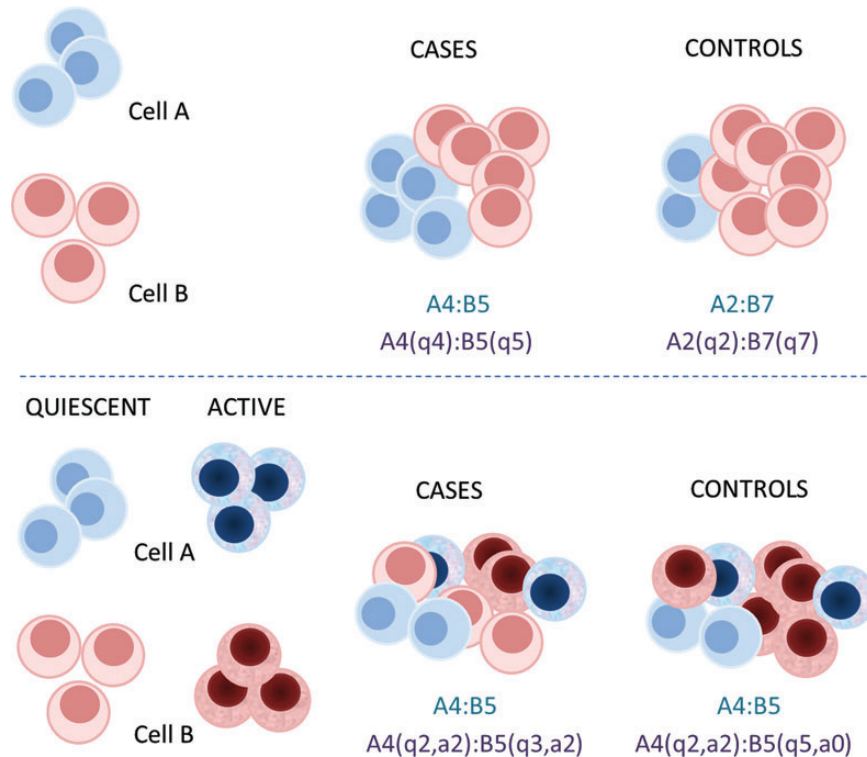 CASES CONTROLS
Cell A
Cell B
A4:B5 A2:B7
A4(q4):B5(q5) A2(q2):B7(q7)
QUIESCENT ACTIVE
CASES CONTROLS
Cell A
Cell B
A4:B5 A4:B5
A4(q2,a2):B5(q3,a2) A4(q2,a2):B5(q5,a0)